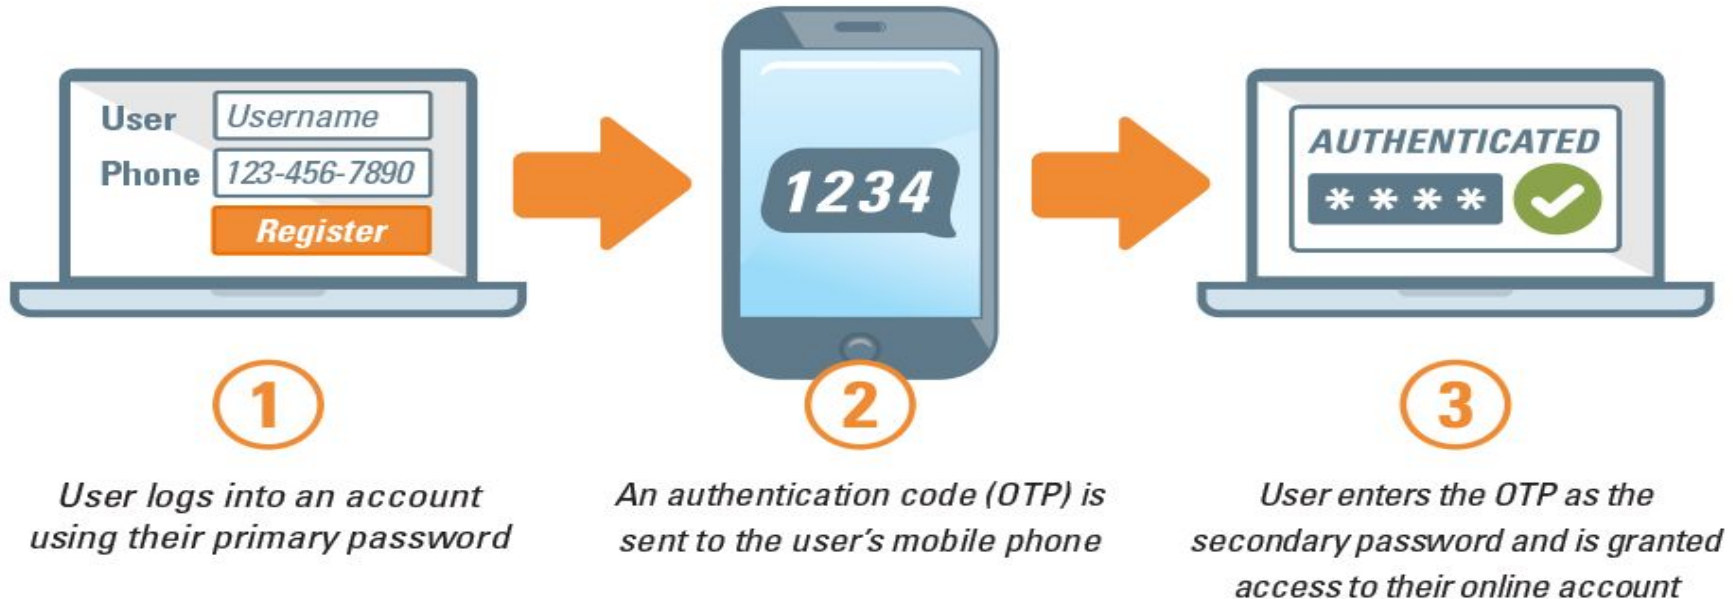 User Username
Phone 123-456-7890
Register
1234
AUTHENTICATED
****
1
User logs into an account
using their primary password
2
An authentication code (OTP) is
sent to the user's mobile phone
3
User enters the OTP as the
secondary password and is granted
access to their online account